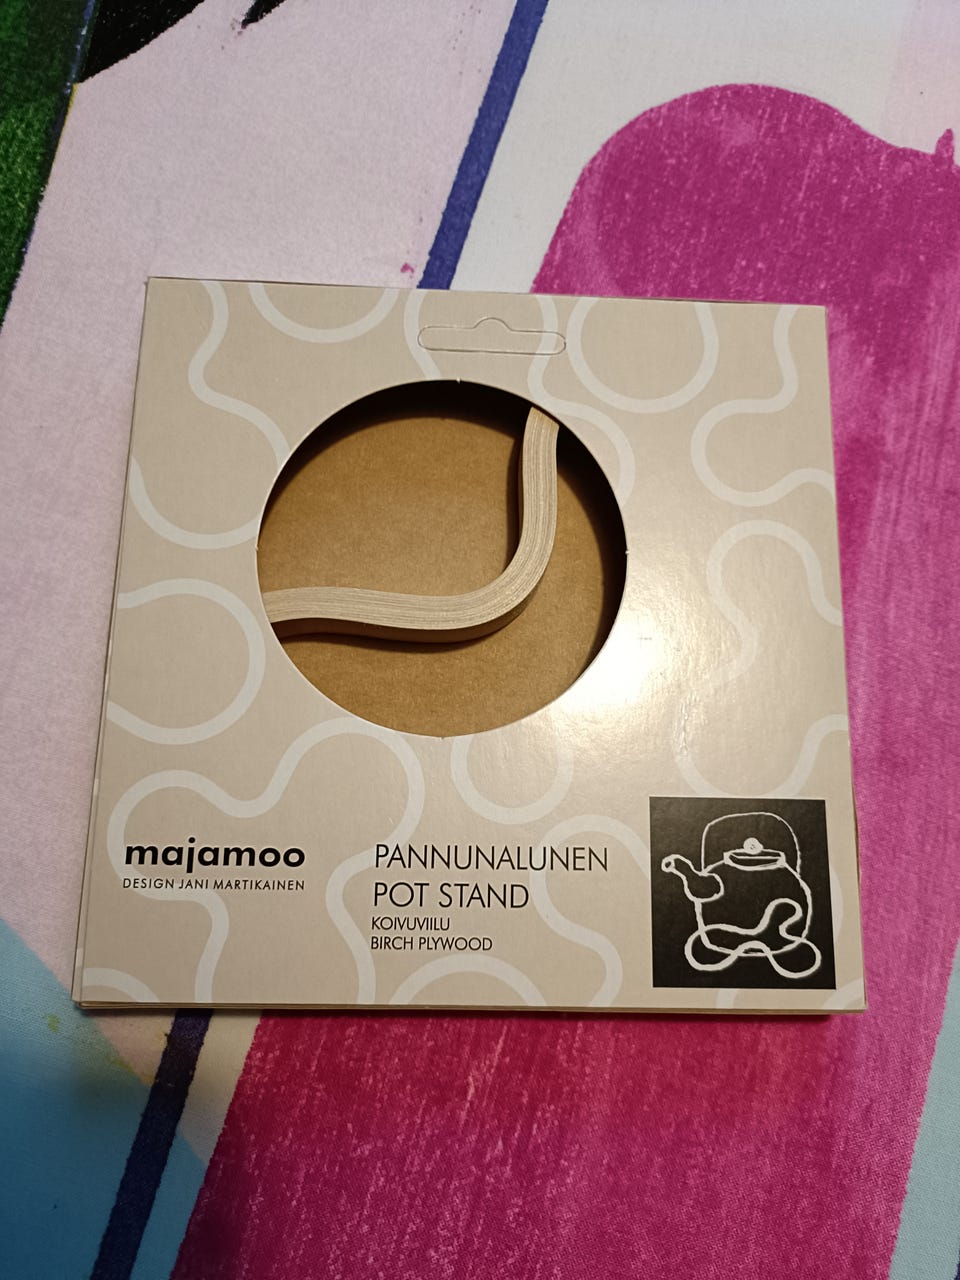 majamoo
DESIGN JANI MARTIKAINEN
PANNUNALUNEN
POT STAND
KOIVUVIILU
BIRCH PLYWOOD